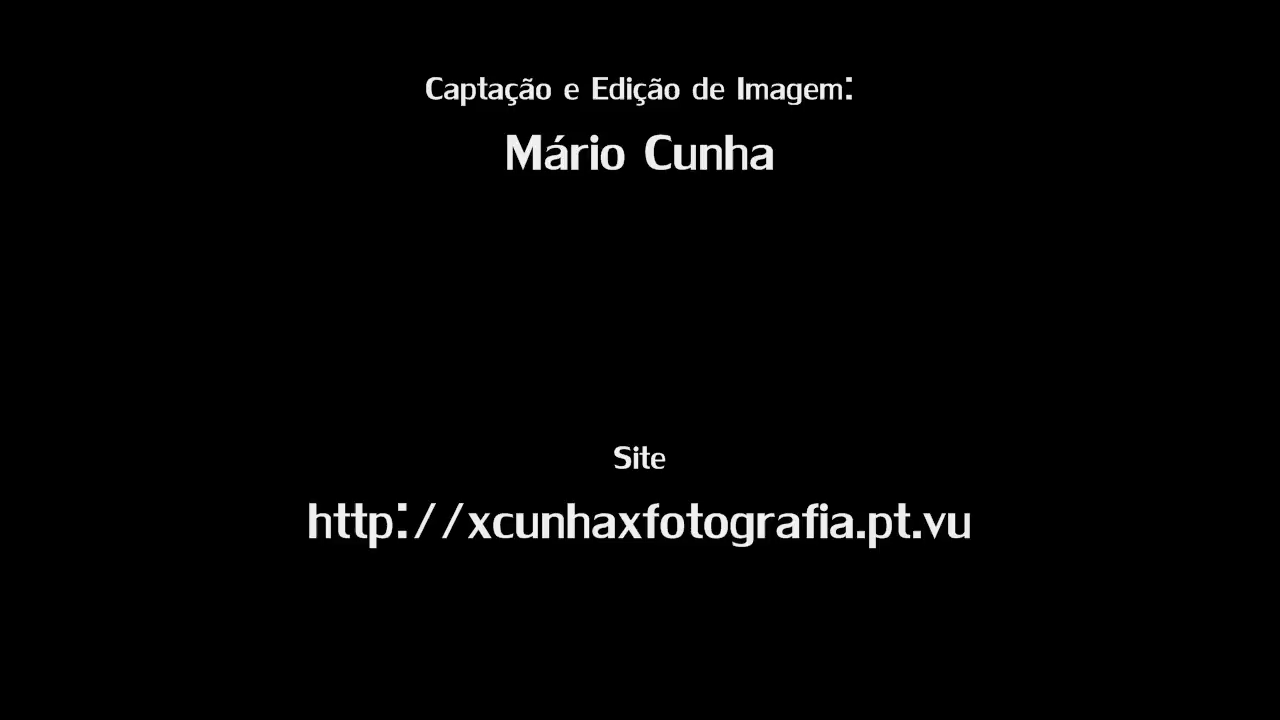 Captação e Edição de Imagem:
Mário Cunha
Site
http://xcunhaxfotografia.pt.vu